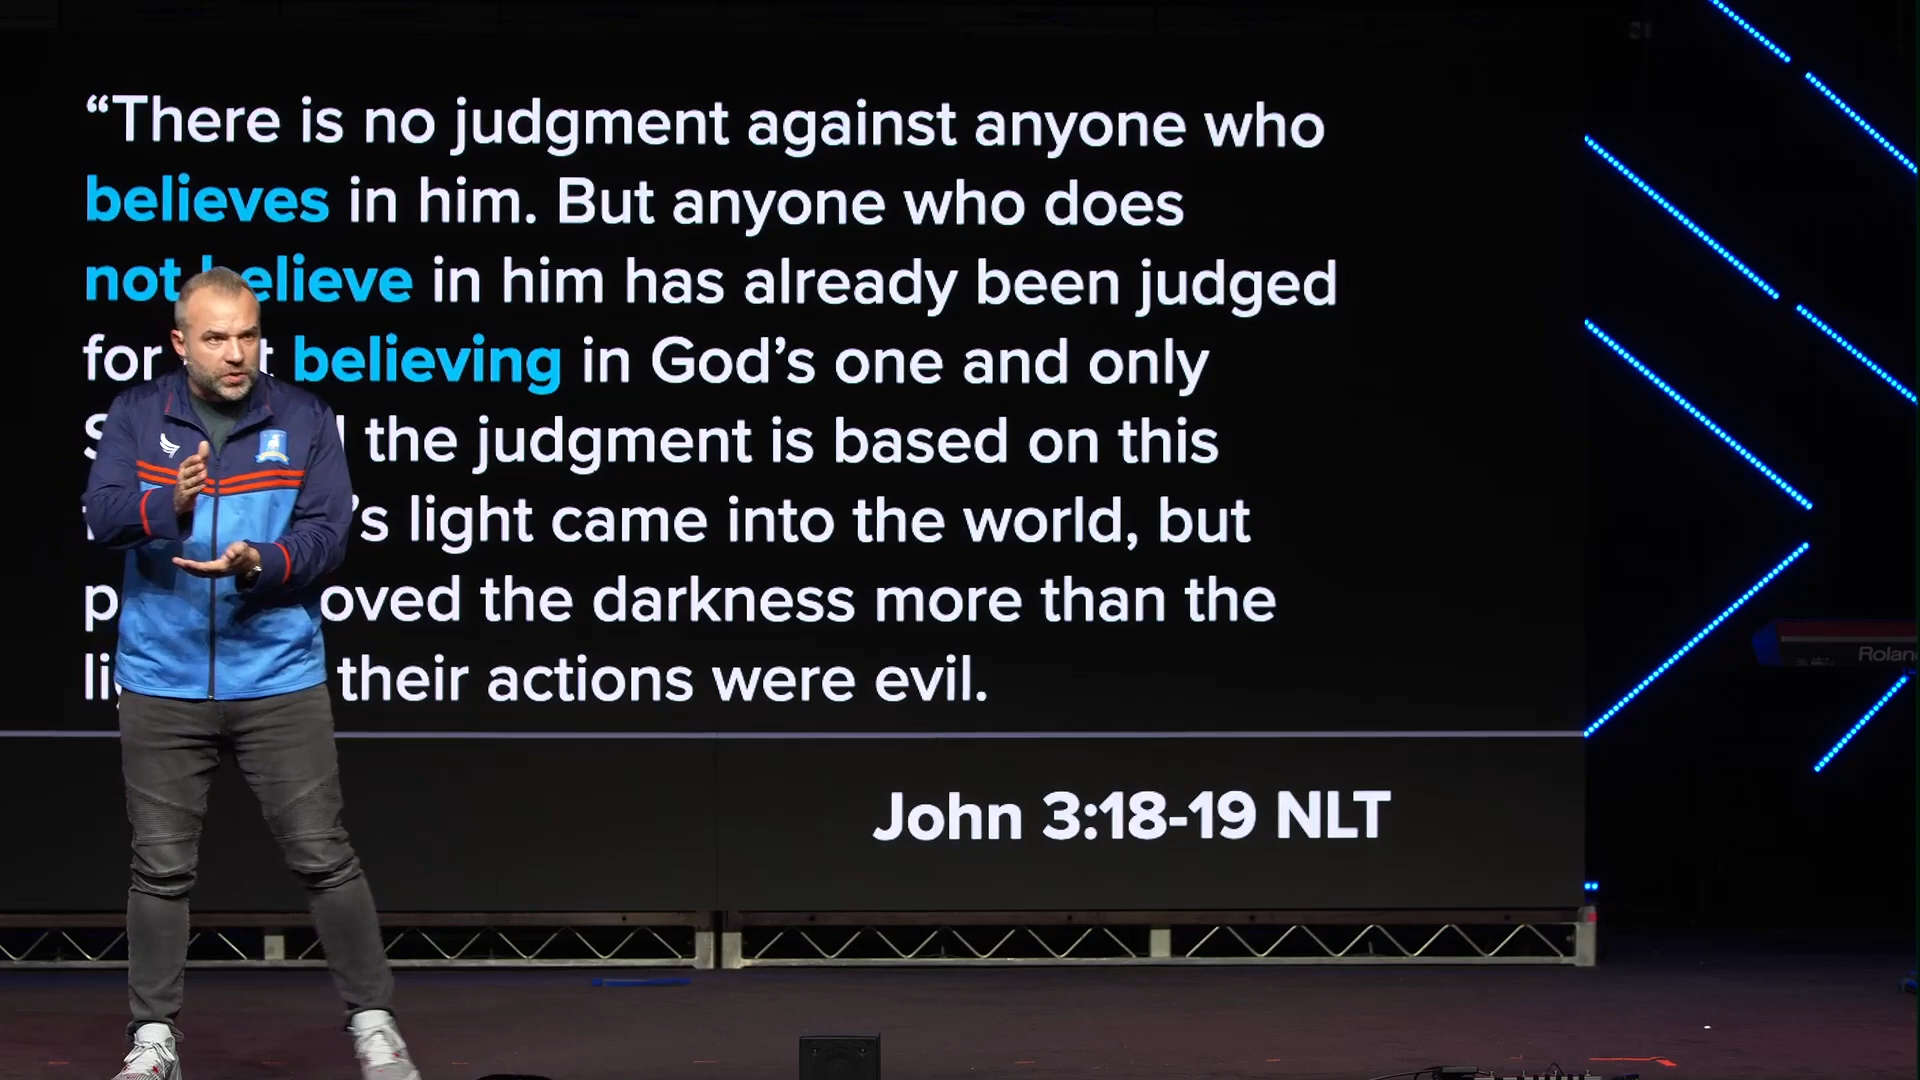 “There is no judgment against anyone who
believes in him. But anyone who does
not believe in him has already been judged
for believing in God’s one and only
the judgment is based on this
’s light came into the world, but
the darkness more than the
their actions were evil.
John 3:18-19 NLT
Roland